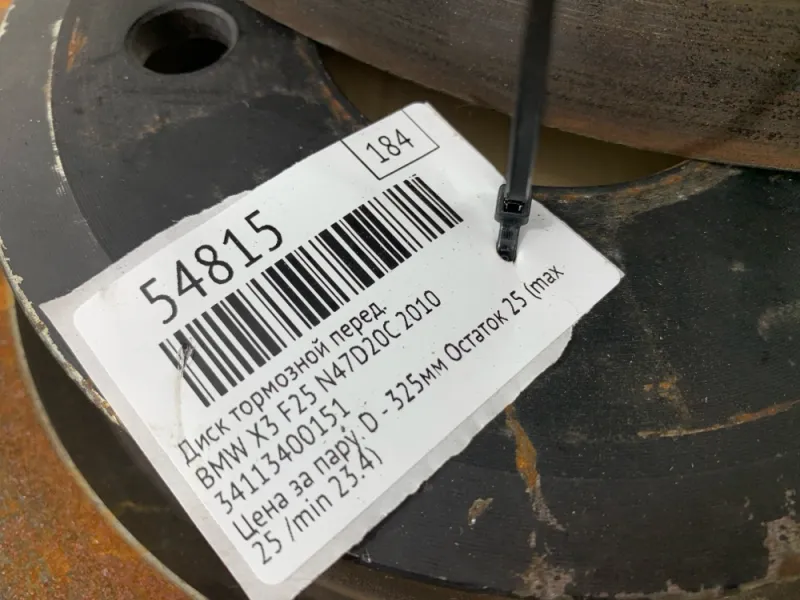 184
54815
Диск тормозной перед.
BMW X3 F25 N47D20C 2010
34113400151
Цена за пару. D - 325мм Остаток 25 (max
25 /min 23.4)